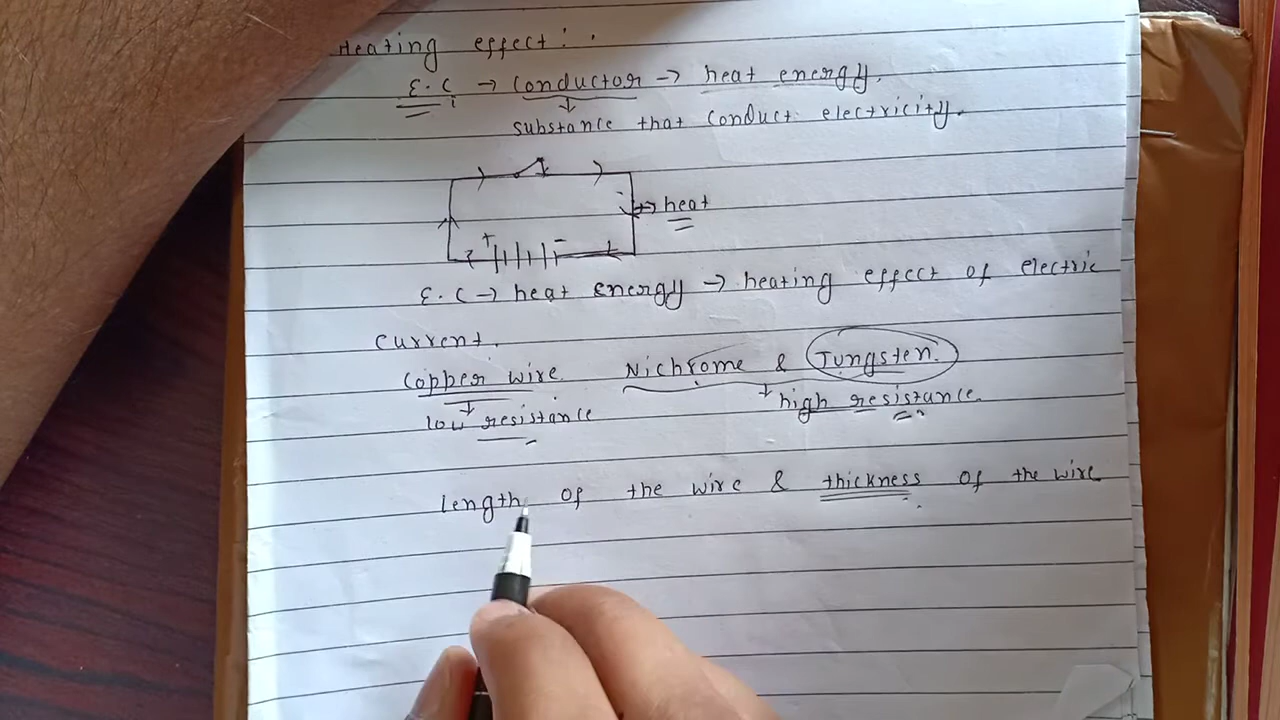 Heating effect:
E.C → conductor → heat energy.
↓
substance that conduct electricity.
→ heat
+ -
E.C → heat energy → heating effect of electric
current.
Copper wire Nichrome & Tungsten.
↓ low resistance ↓ high resistance.
length of the wire & thickness of the wire